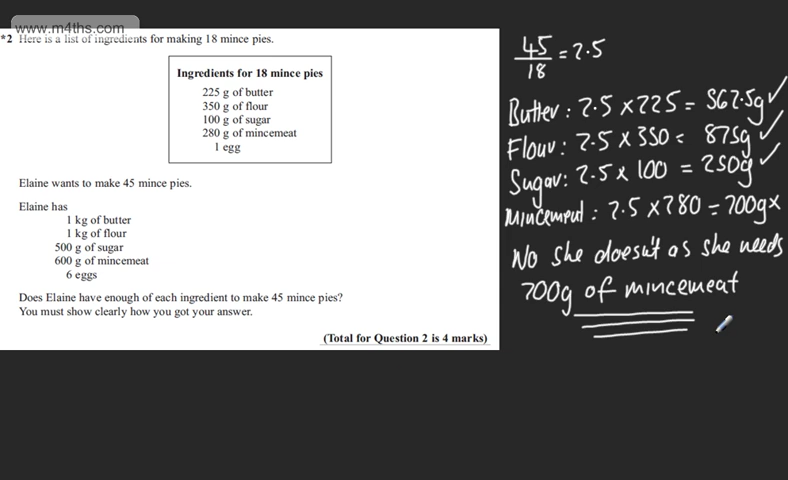 www.m4ths.com
*2 Here is a list of ingredients for making 18 mince pies.
Ingredients for 18 mince pies
225 g of butter
350 g of flour
100 g of sugar
280 g of mincemeat
1 egg
Elaine wants to make 45 mince pies.
Elaine has
1 kg of butter
1 kg of flour
500 g of sugar
600 g of mincemeat
6 eggs
Does Elaine have enough of each ingredient to make 45 mince pies?
You must show clearly how you got your answer.
(Total for Question 2 is 4 marks)
45/18 = 2.5
Butter : 2.5 × 225 = 562.5g ✓
Flour : 2.5 × 350 = 875g ✓
Sugar : 2.5 × 100 = 250g ✓
Mincemeat : 2.5 × 280 = 700g ×
No she doesn't as she needs
700g of mincemeat